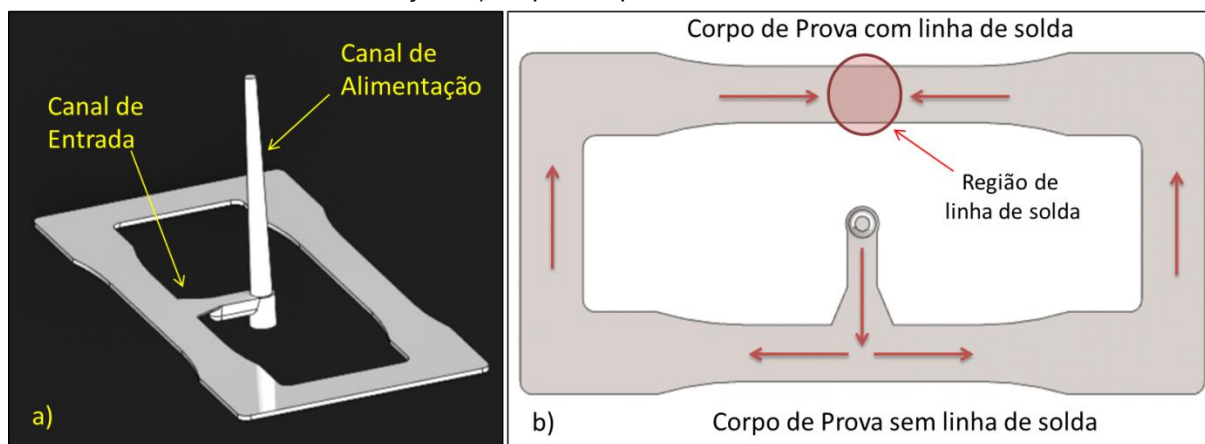 Canal de
Alimentação
Canal de
Entrada
a)
Corpo de Prova com linha de solda
Região de
linha de solda
b)
Corpo de Prova sem linha de solda